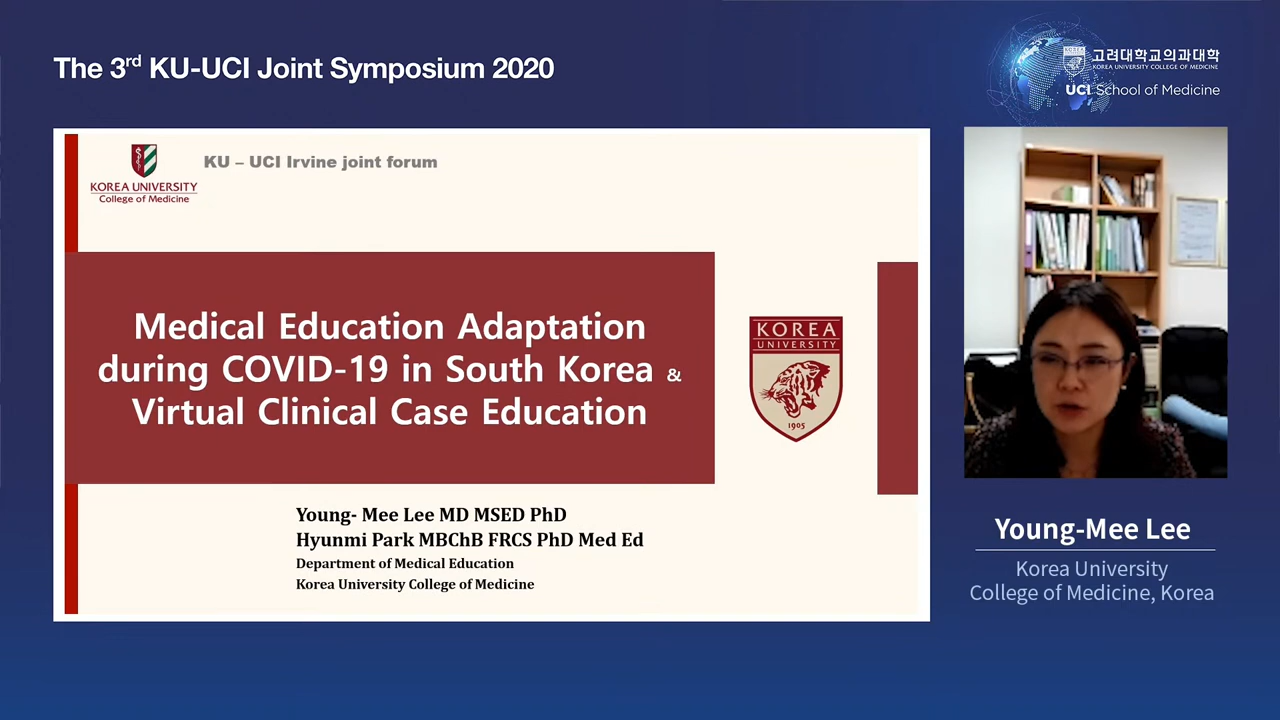 The 3rd KU-UCI Joint Symposium 2020
고려대학교의과대학
KOREA UNIVERSITY COLLEGE OF MEDICINE
UCI School of Medicine
KOREA UNIVERSITY
College of Medicine
KU – UCI Irvine joint forum
Medical Education Adaptation
during COVID-19 in South Korea &
Virtual Clinical Case Education
KOREA
UNIVERSITY
1905
Young- Mee Lee MD MSED PhD
Hyunmi Park MBChB FRCS PhD Med Ed
Department of Medical Education
Korea University College of Medicine
Young-Mee Lee
Korea University
College of Medicine, Korea